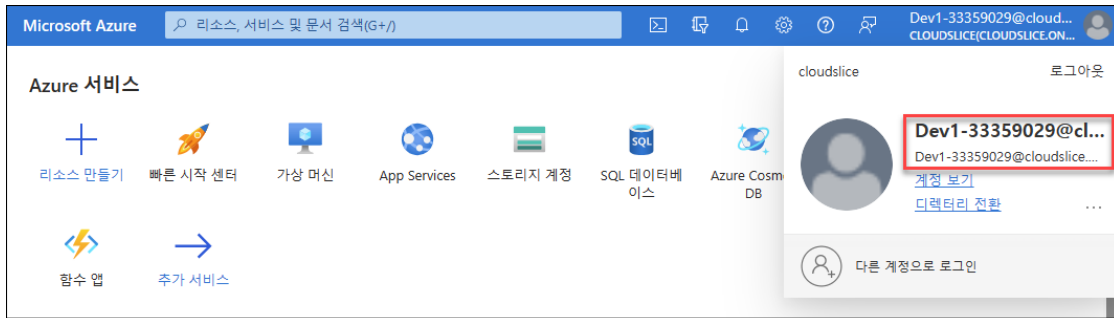 Microsoft Azure
리소스, 서비스 및 문서 검색(G+/)
Dev1-33359029@cloud...
CLOUDSLICE(CLOUDSLICE.ON...
cloudslice
로그아웃
Dev1-33359029@cl...
Dev1-33359029@cloudslice....
계정 보기
디렉터리 전환
...
다른 계정으로 로그인
Azure 서비스
리소스 만들기
빠른 시작 센터
가상 머신
App Services
스토리지 계정
SQL
SQL 데이터베
이스
Azure Cosm
DB
함수 앱
추가 서비스